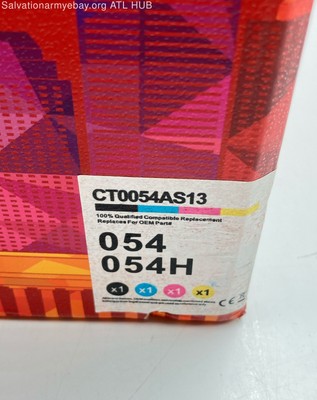 Salvationarmyebay.org ATL HUB
CT0054AS13
100% Qualified Compatible Replacement
Replaces For OEM Part#
054
054H
x1 x1 x1 x1
CE